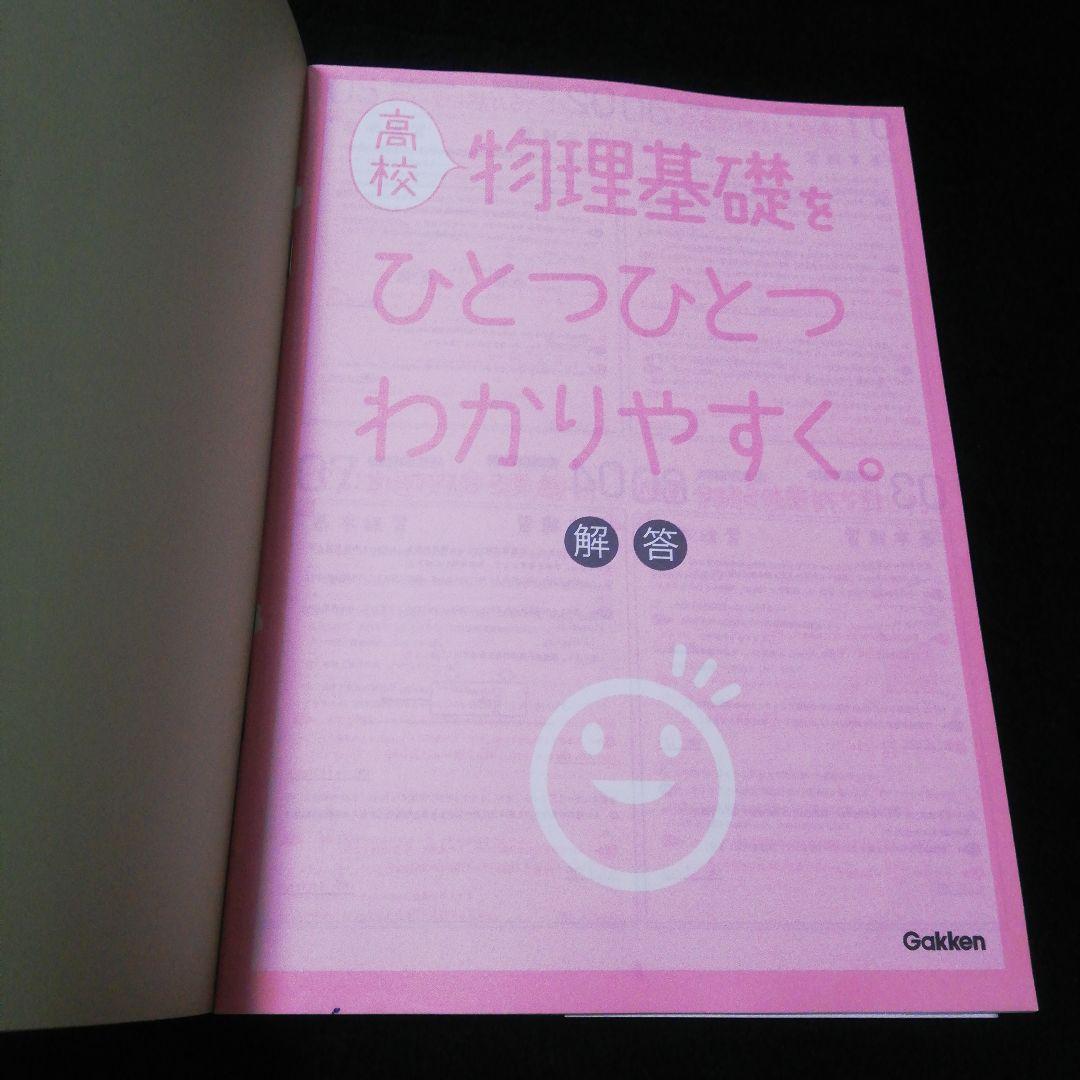 高校
物理基礎を
ひとつひとつ
わかりやすく。
解答
Gakken